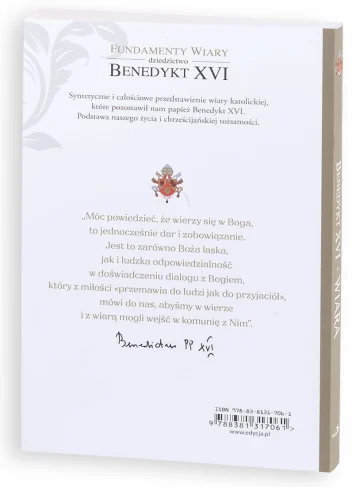 FUNDAMENTY WIARY
dziedzictwo
BENEDYKT XVI
Syntetyczne i całościowe przedstawienie wiary katolickiej,
które pozostawił nam papież Benedykt XVI.
Podstawa naszego życia i chrześcijańskiej tożsamości.
„Móc powiedzieć, że wierzy się w Boga,
to jednocześnie dar i zobowiązanie.
Jest to zarówno Boża łaska,
jak i ludzka odpowiedzialność
w doświadczeniu dialogu z Bogiem,
który z miłości «przemawia do ludzi jak do przyjaciół»,
mówi do nas, abyśmy w wierze
i z wiarą mogli wejść w komunię z Nim”.
Benedictus PP XVI
ISBN 978-83-8131-706-1
9 788381 317061
www.edycja.pl
BENEDYKT XVI • WIARA